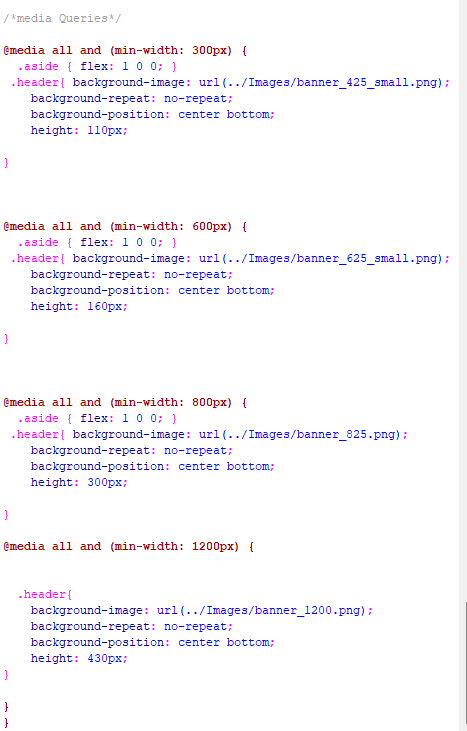 /*media Queries*/
@media all and (min-width: 300px) {
.aside { flex: 1 0 0; }
.header{ background-image: url(../Images/banner_425_small.png);
background-repeat: no-repeat;
background-position: center bottom;
height: 110px;
}
@media all and (min-width: 600px) {
.aside { flex: 1 0 0; }
.header{ background-image: url(../Images/banner_625_small.png);
background-repeat: no-repeat;
background-position: center bottom;
height: 160px;
}
@media all and (min-width: 800px) {
.aside { flex: 1 0 0; }
.header{ background-image: url(../Images/banner_825.png);
background-repeat: no-repeat;
background-position: center bottom;
height: 300px;
}
@media all and (min-width: 1200px) {
.header{
background-image: url(../Images/banner_1200.png);
background-repeat: no-repeat;
background-position: center bottom;
height: 430px;
}
}
}